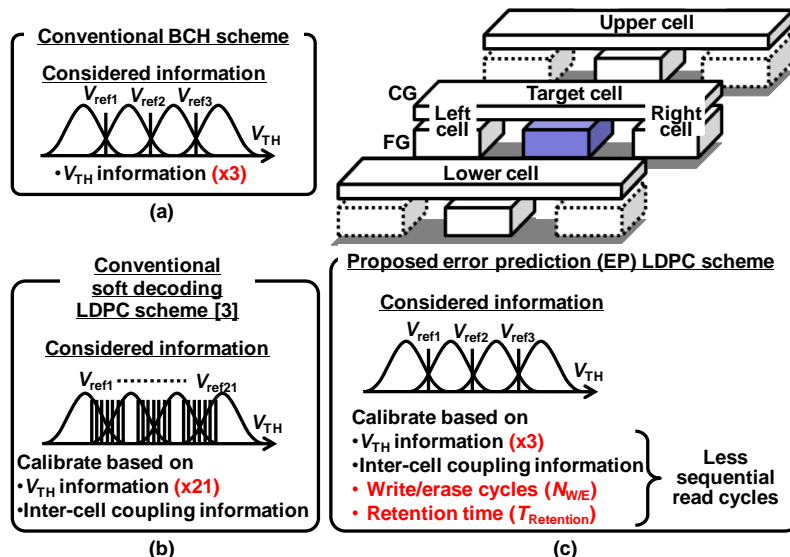 Conventional BCH scheme
Considered information
Vref1 Vref2 Vref3
VTH
•VTH information (x3)
(a)
Upper cell
CG
Target cell
Left cell
Right cell
FG
Lower cell
Conventional
soft decoding
LDPC scheme [3]
Considered information
Vref1 Vref21
VTH
Calibrate based on
•VTH information (x21)
•Inter-cell coupling information
(b)
Proposed error prediction (EP) LDPC scheme
Considered information
Vref1 Vref2 Vref3
VTH
Calibrate based on
•VTH information (x3)
•Inter-cell coupling information
•Write/erase cycles (NW/E)
•Retention time (TRetention)
Less
sequential
read cycles
(c)